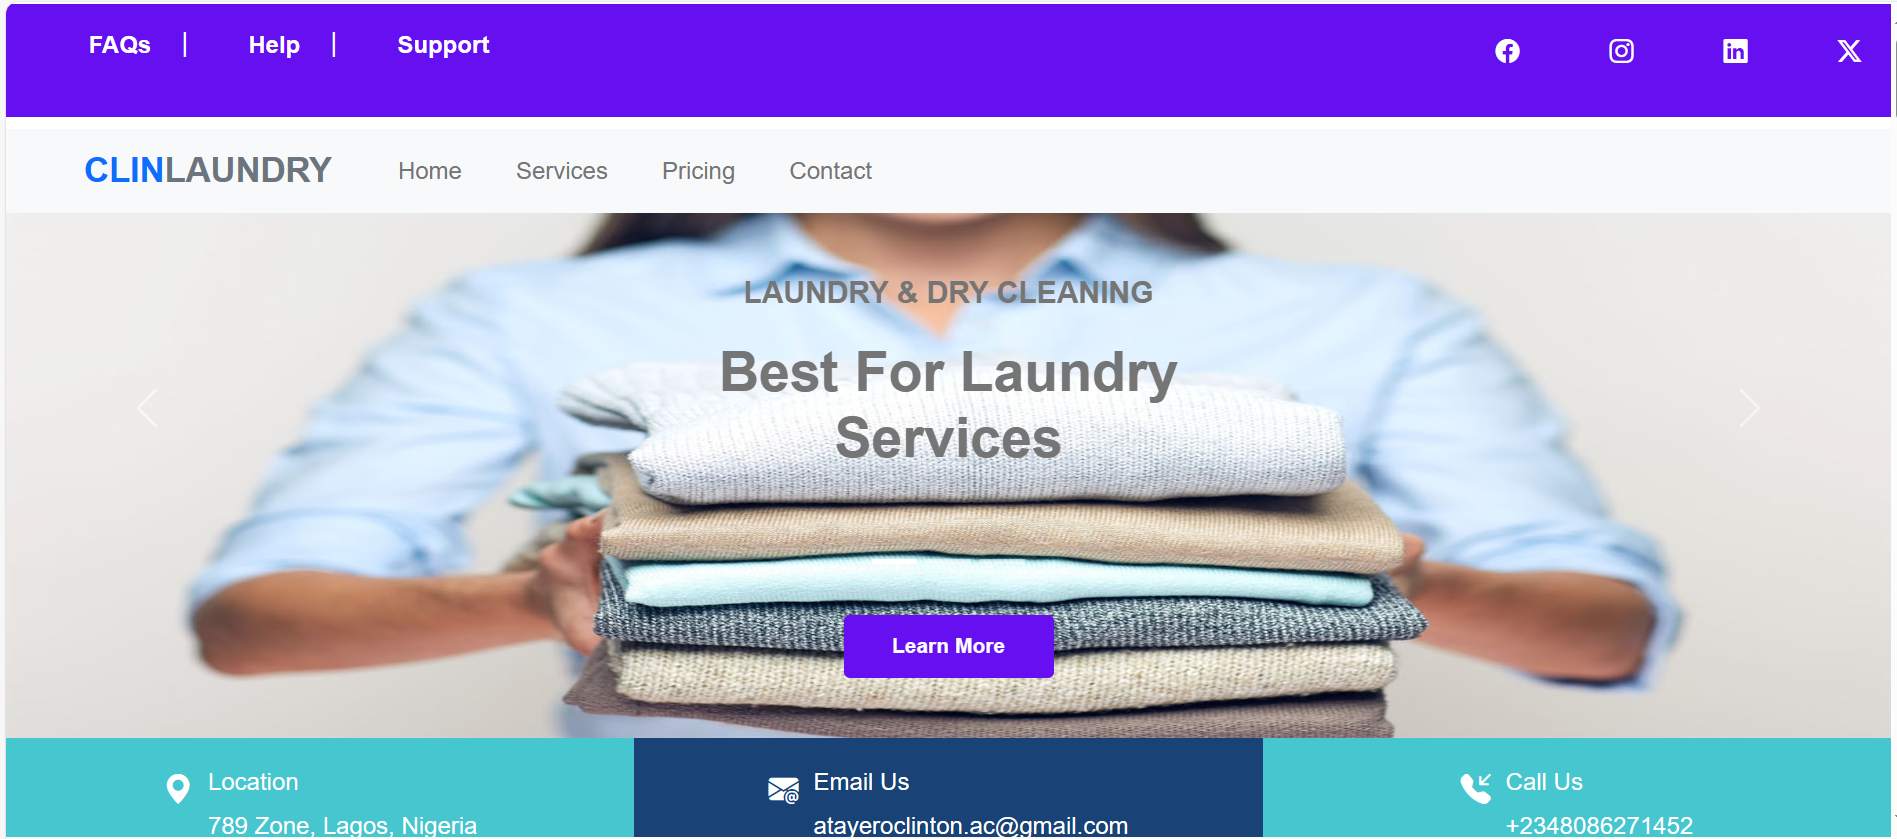 FAQs | Help | Support
CLINLAUNDRY Home Services Pricing Contact
LAUNDRY & DRY CLEANING
Best For Laundry
Services
Learn More
Location
789 Zone, Lagos, Nigeria
Email Us
atayeroclinton.ac@gmail.com
Call Us
+2348086271452